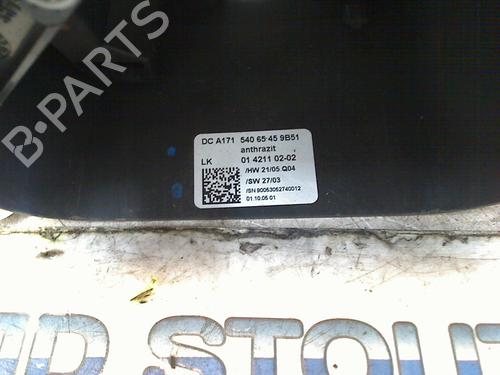 B-PARTS
DC A171 540 65 45 9B51
anthrazit
LK 01 4211 02-02
/HW 21/05 Q04
/SW 27/03
/SN 90063052740012
01.10.05 01
STOUT